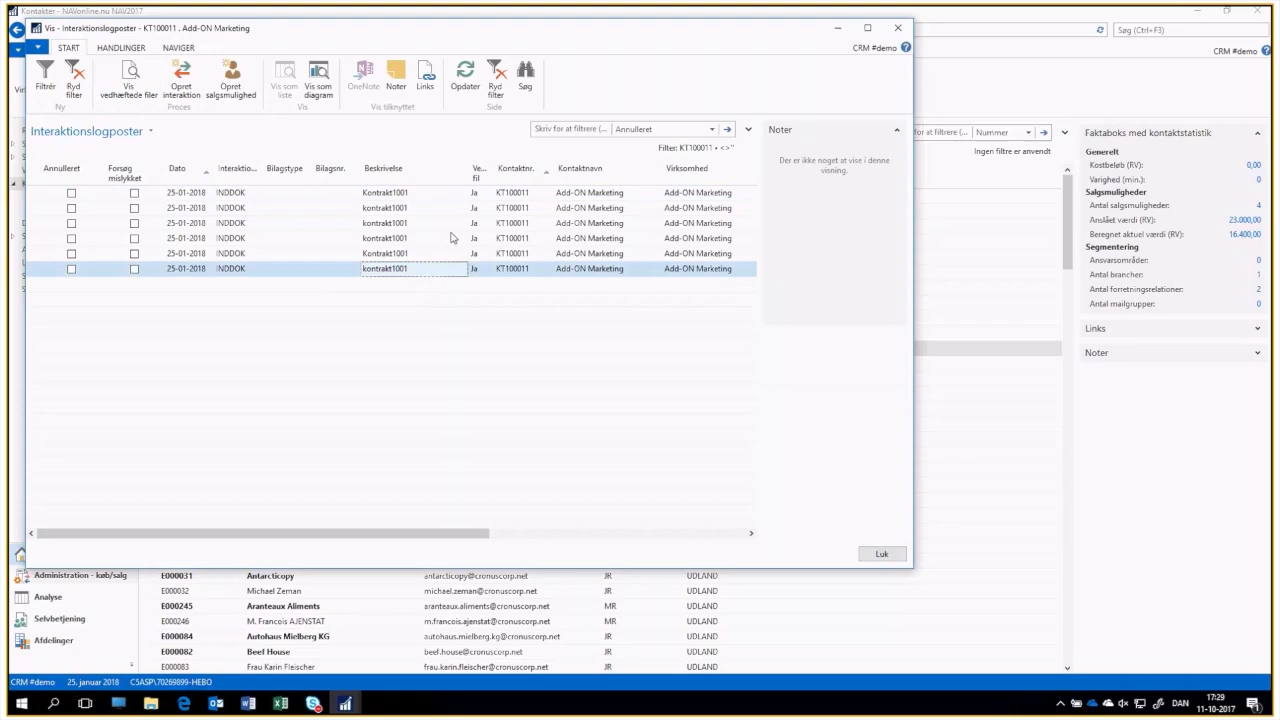 Kontakter - NAVonline.nu NAV2017
Vis - Interaktionslogposter - KT100011 . Add-ON Marketing
Søg (Ctrl+F3)
START HANDLINGER NAVIGER
CRM #demo
CRM #demo
Filtrér
Ryd filter
Vis vedhæftede filer
Opret interaktion
Opret salgsmulighed
Vis som liste
Vis som diagram
OneNote
Noter
Links
Opdater
Ryd filter
Søg
Ny
Proces
Vis
Vis tilknyttet
Side
Interaktionslogposter
Skriv for at filtrere (... Annulleret
Filter: KT100011 • <>''
Annulleret Forsøg mislykket Dato Interaktio... Bilagstype Bilagsnr. Beskrivelse Ve... fil Kontaktnr. Kontaktnavn Virksomhed
25-01-2018 INDDOK Kontrakt1001 Ja KT100011 Add-ON Marketing Add-ON Marketing
25-01-2018 INDDOK kontrakt1001 Ja KT100011 Add-ON Marketing Add-ON Marketing
25-01-2018 INDDOK kontrakt1001 Ja KT100011 Add-ON Marketing Add-ON Marketing
25-01-2018 INDDOK kontrakt1001 Ja KT100011 Add-ON Marketing Add-ON Marketing
25-01-2018 INDDOK Kontrakt1001 Ja KT100011 Add-ON Marketing Add-ON Marketing
25-01-2018 INDDOK kontrakt1001 Ja KT100011 Add-ON Marketing Add-ON Marketing
Noter
Der er ikke noget at vise i denne
visning.
Luk
at filtrere (... Nummer
Ingen filtre er anvendt
Faktaboks med kontaktstatistik
Generelt
Kostbeløb (RV): 0,00
Varighed (min.): 0
Salgsmuligheder
Antal salgsmuligheder: 4
Anslået værdi (RV): 23.000,00
Beregnet aktuel værdi (RV): 16.400,00
Segmentering
Ansvarsområder: 0
Antal brancher: 1
Antal forretningsrelationer: 2
Antal mailgrupper: 0
Links
Noter
Administration - køb/salg
Analyse
Selvbetjening
Afdelinger
E000031 Antarcticopy antarcticopy@cronuscorp.net JR UDLAND
E000032 Michael Zeman michael.zeman@cronuscorp.net JR UDLAND
E000245 Aranteaux Aliments aranteaux.aliments@cronuscorp.net MR UDLAND
E000246 M. Francois AJENSTAT m.francois.ajenstat@cronuscorp.net MR UDLAND
E000084 Autohaus Mielberg KG autohaus.mielberg.kg@cronuscorp.net JR UDLAND
E000082 Beef House beef.house@cronuscorp.net JR UDLAND
E000083 Frau Karin Fleischer frau.karin.fleischer@cronuscorp.net JR UDLAND
CRM #demo 25. januar 2018 C5ASP\70269899-HEBO
DAN
17:29
11-10-2017